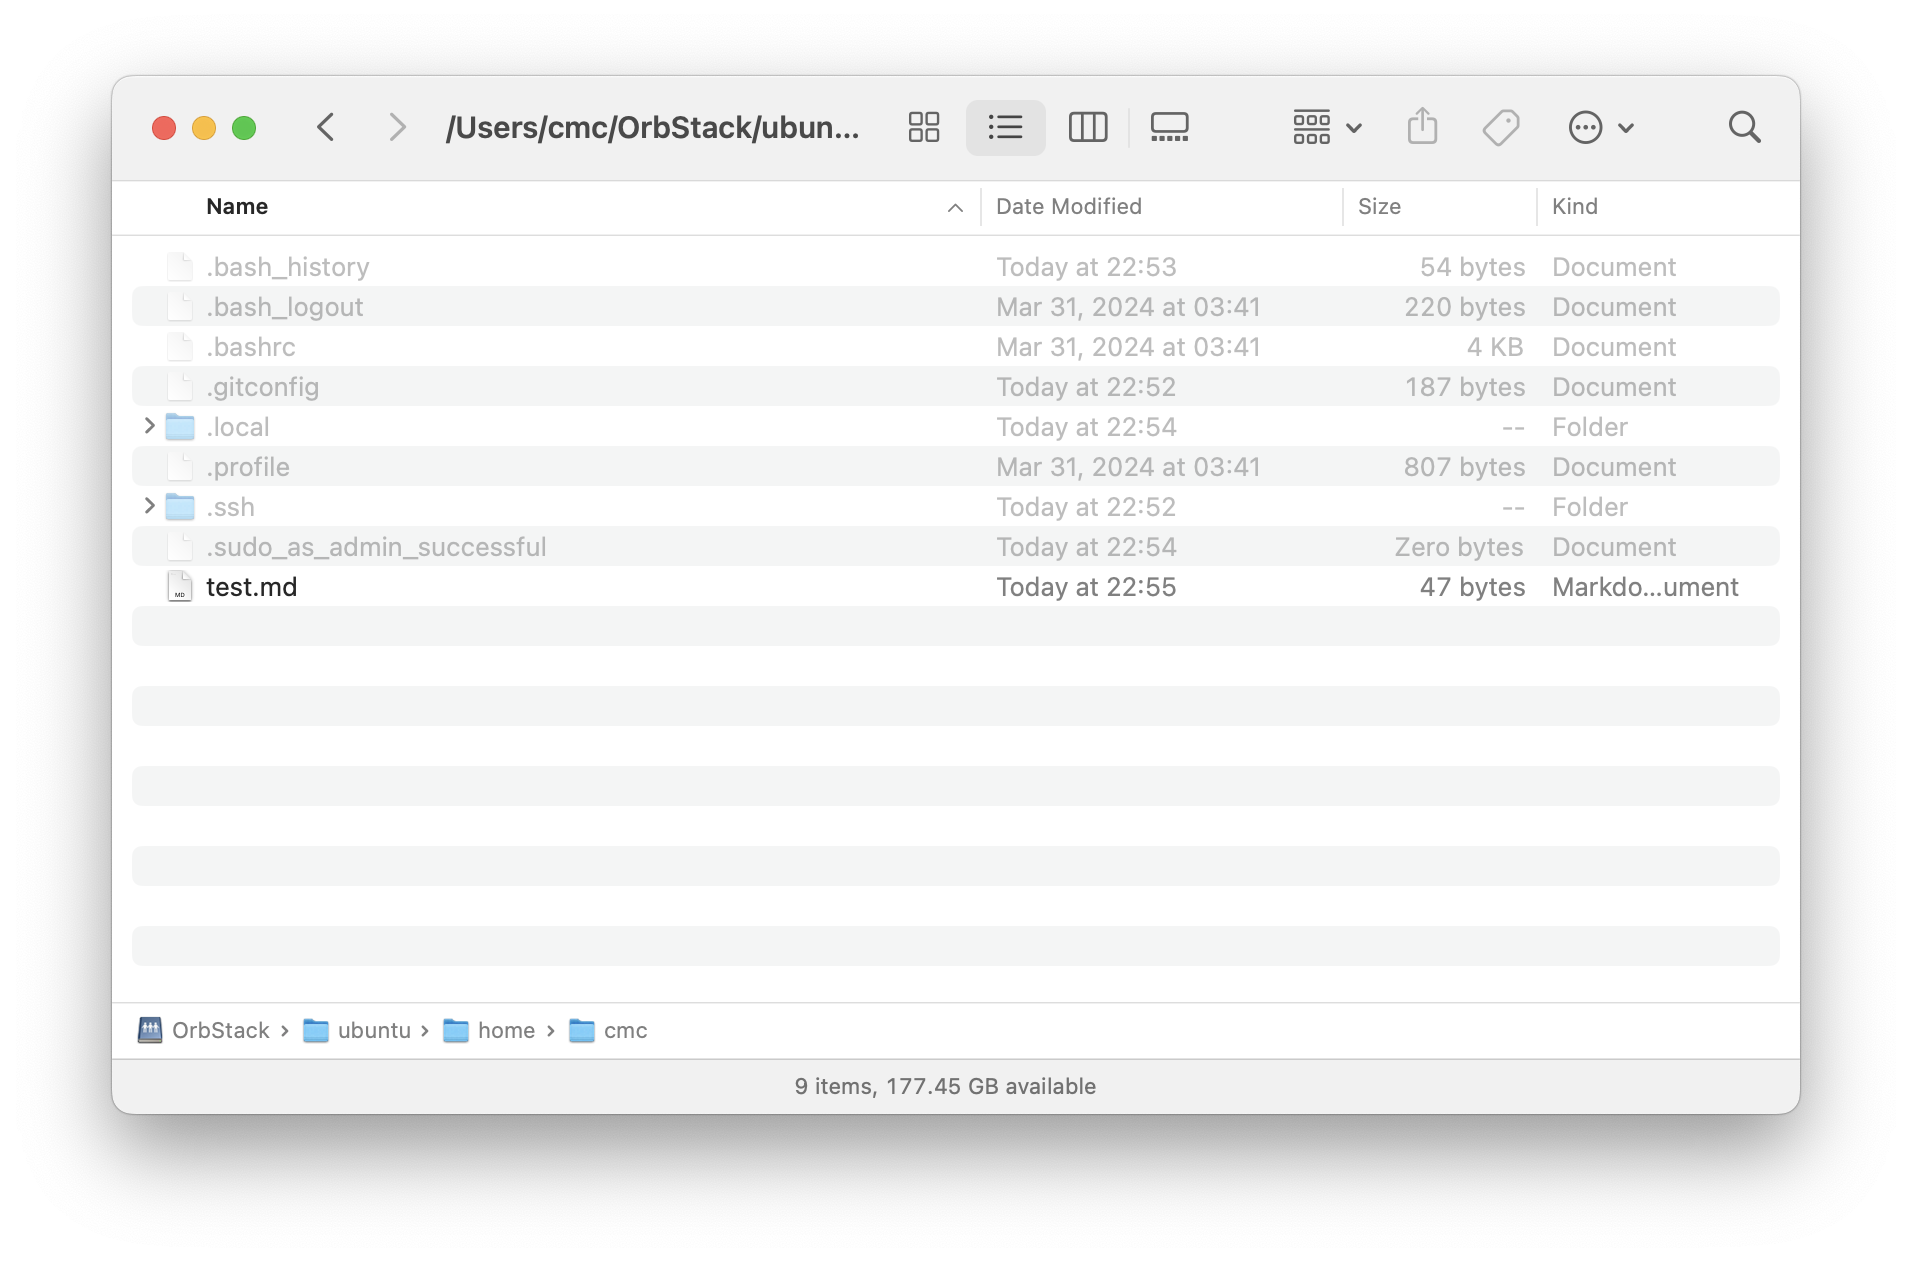 /Users/cmc/OrbStack/ubun...
Name Date Modified Size Kind
.bash_history Today at 22:53 54 bytes Document
.bash_logout Mar 31, 2024 at 03:41 220 bytes Document
.bashrc Mar 31, 2024 at 03:41 4 KB Document
.gitconfig Today at 22:52 187 bytes Document
.local Today at 22:54 -- Folder
.profile Mar 31, 2024 at 03:41 807 bytes Document
.ssh Today at 22:52 -- Folder
.sudo_as_admin_successful Today at 22:54 Zero bytes Document
MD test.md Today at 22:55 47 bytes Markdo...ument
OrbStack › ubuntu › home › cmc
9 items, 177.45 GB available